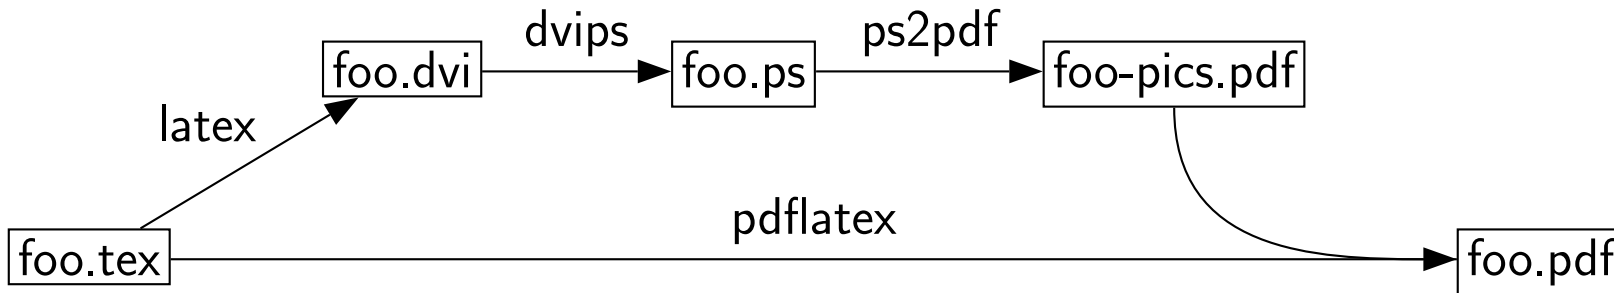 dvips ps2pdf
foo.dvi foo.ps foo-pics.pdf
latex
pdflatex
foo.tex foo.pdf